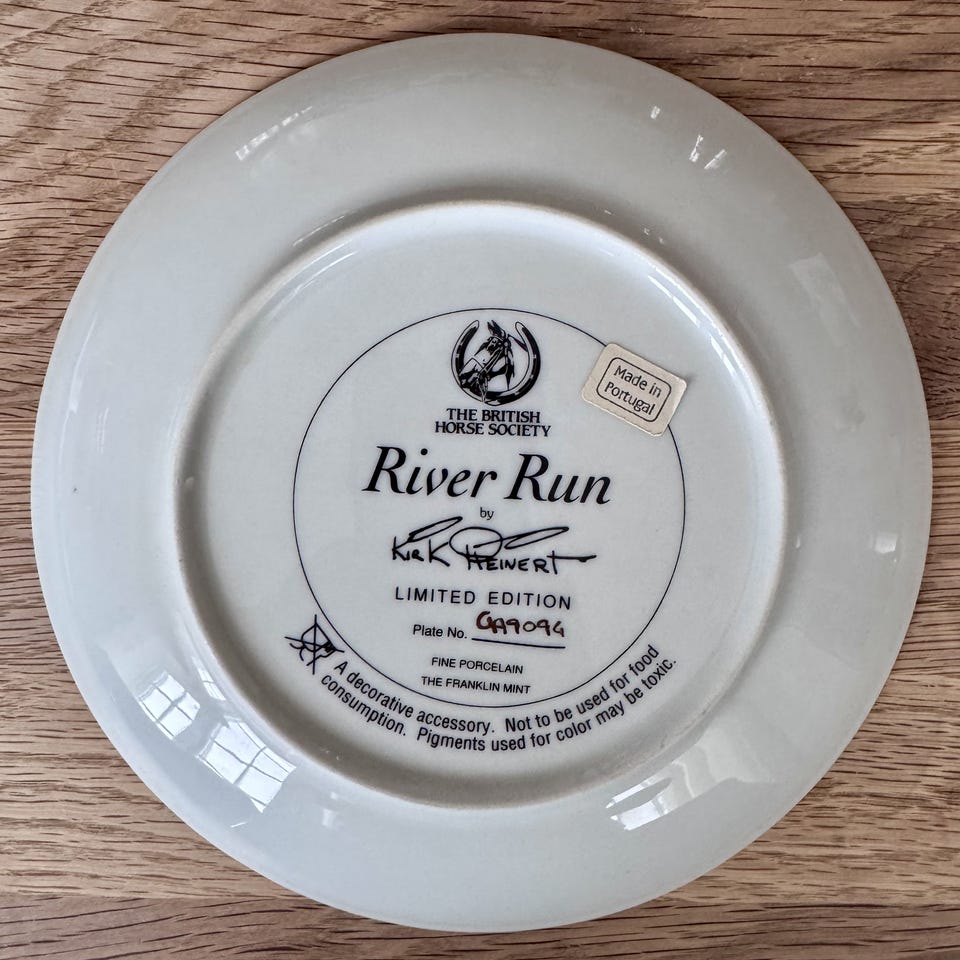 THE BRITISH
HORSE SOCIETY
Made in
Portugal
River Run
by
KIRK REINERT
LIMITED EDITION
Plate No. GA9094
FINE PORCELAIN
THE FRANKLIN MINT
A decorative accessory. Not to be used for food
consumption. Pigments used for color may be toxic.